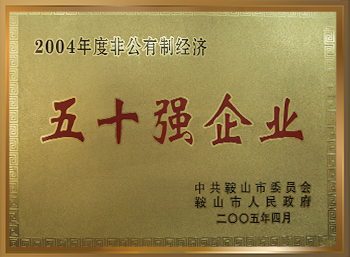 2004年度非公有制经济
五十强企业
中共鞍山市委员会
鞍山市人民政府
二〇〇五年四月